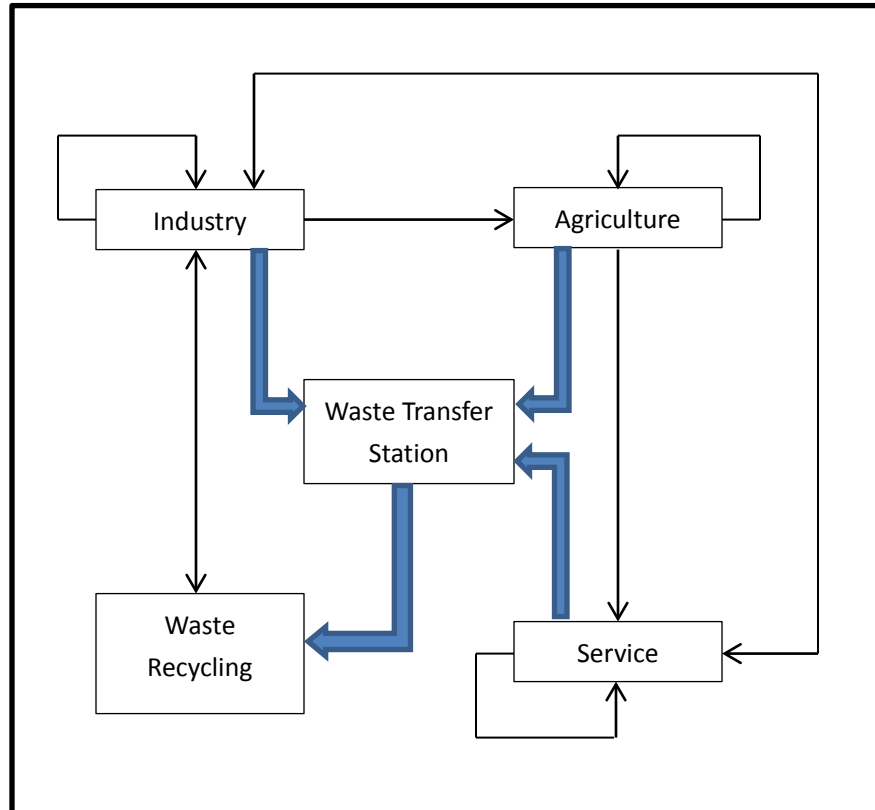 Industry
Agriculture
Waste Transfer
Station
Waste
Recycling
Service